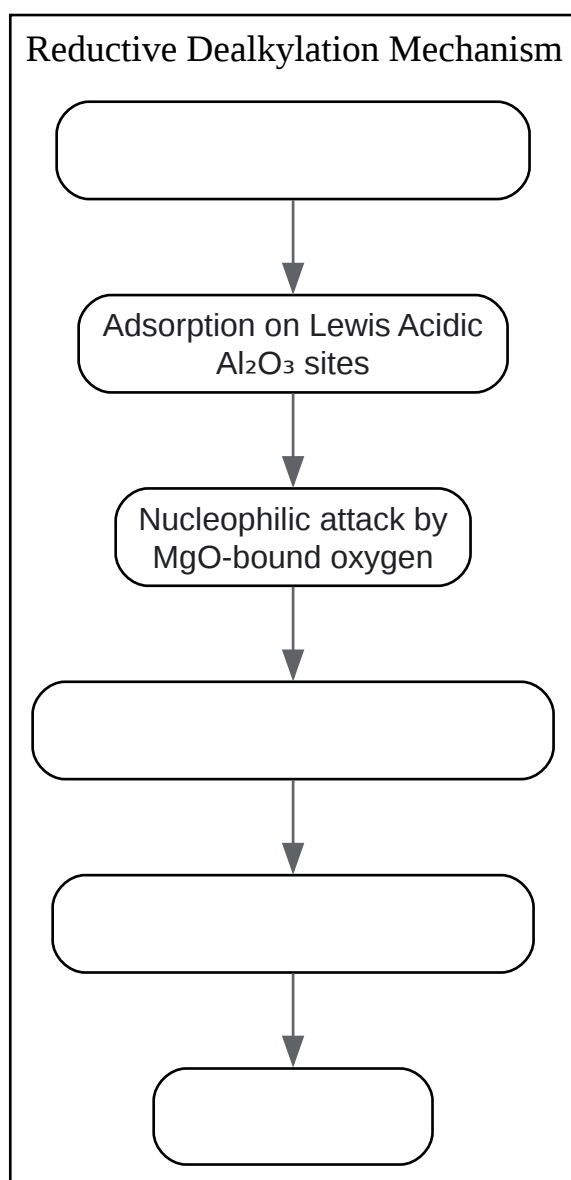 Reductive Dealkylation Mechanism
Adsorption on Lewis Acidic
Al₂O₃ sites
Nucleophilic attack by
MgO-bound oxygen